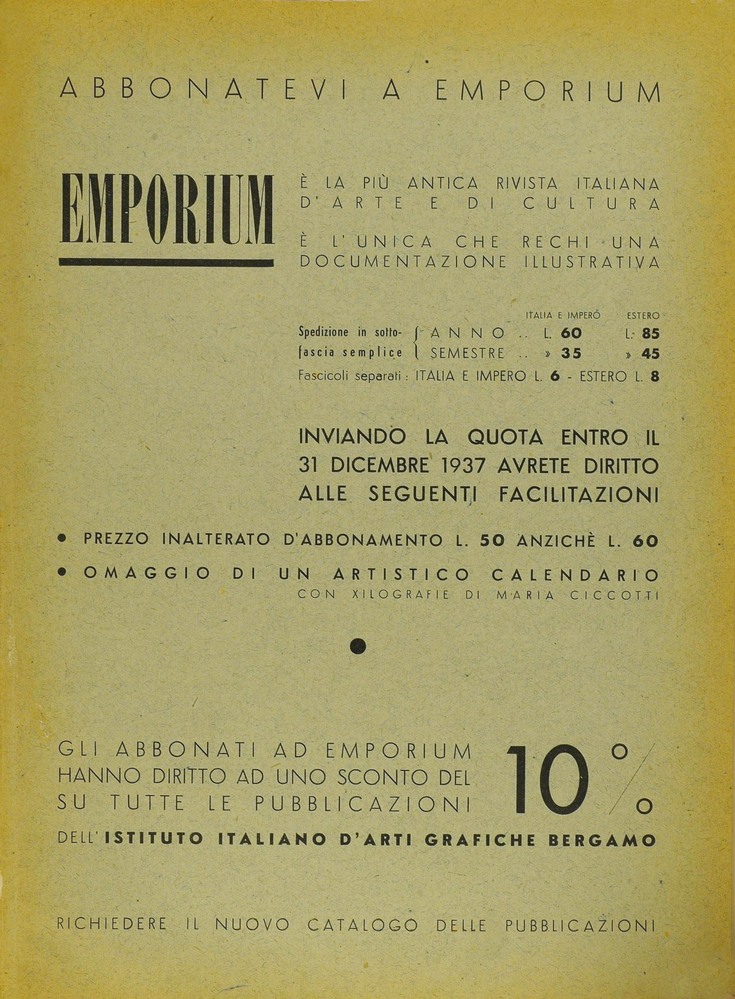 ABBONATEVI A EMPORIUM
EMPORIUM
È LA PIÙ ANTICA RIVISTA ITALIANA
D'ARTE E DI CULTURA
È L'UNICA CHE RECHI UNA
DOCUMENTAZIONE ILLUSTRATIVA
ITALIA E IMPERO ESTERO
Spedizione in sotto- { ANNO .. L. 60 L. 85
fascia semplice { SEMESTRE .. » 35 » 45
Fascicoli separati : ITALIA E IMPERO L. 6 - ESTERO L. 8
INVIANDO LA QUOTA ENTRO IL
31 DICEMBRE 1937 AVRETE DIRITTO
ALLE SEGUENTI FACILITAZIONI
• PREZZO INALTERATO D'ABBONAMENTO L. 50 ANZICHÈ L. 60
• OMAGGIO DI UN ARTISTICO CALENDARIO
CON XILOGRAFIE DI MARIA CICCOTTI
GLI ABBONATI AD EMPORIUM
HANNO DIRITTO AD UNO SCONTO DEL 10 %
SU TUTTE LE PUBBLICAZIONI
DELL'ISTITUTO ITALIANO D'ARTI GRAFICHE BERGAMO
RICHIEDERE IL NUOVO CATALOGO DELLE PUBBLICAZIONI